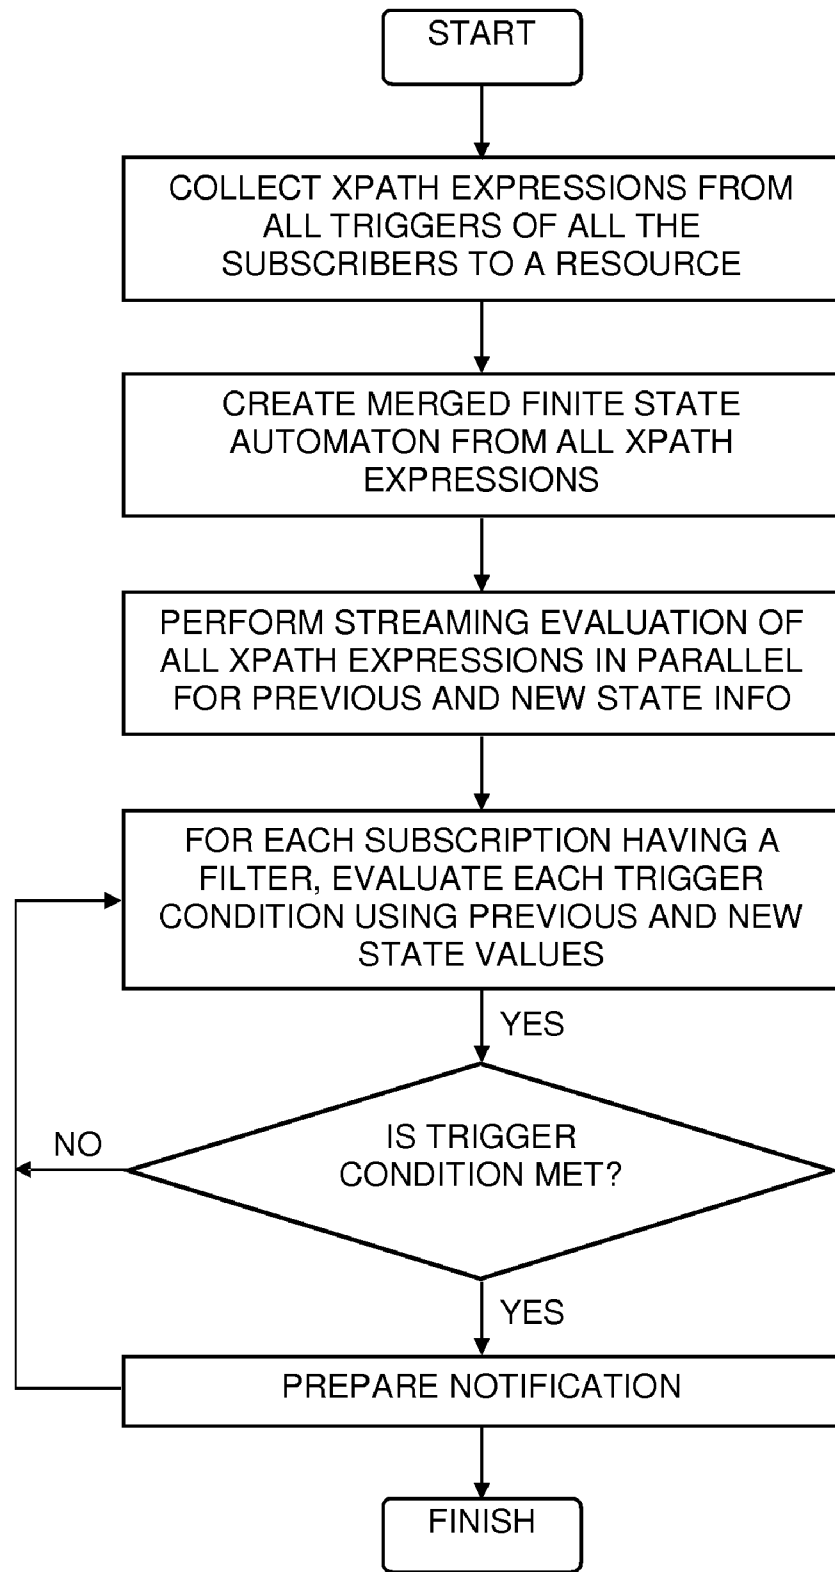 START
COLLECT XPATH EXPRESSIONS FROM
ALL TRIGGERS OF ALL THE
SUBSCRIBERS TO A RESOURCE
CREATE MERGED FINITE STATE
AUTOMATON FROM ALL XPATH
EXPRESSIONS
PERFORM STREAMING EVALUATION OF
ALL XPATH EXPRESSIONS IN PARALLEL
FOR PREVIOUS AND NEW STATE INFO
FOR EACH SUBSCRIPTION HAVING A
FILTER, EVALUATE EACH TRIGGER
CONDITION USING PREVIOUS AND NEW
STATE VALUES
YES
NO
IS TRIGGER
CONDITION MET?
YES
PREPARE NOTIFICATION
FINISH